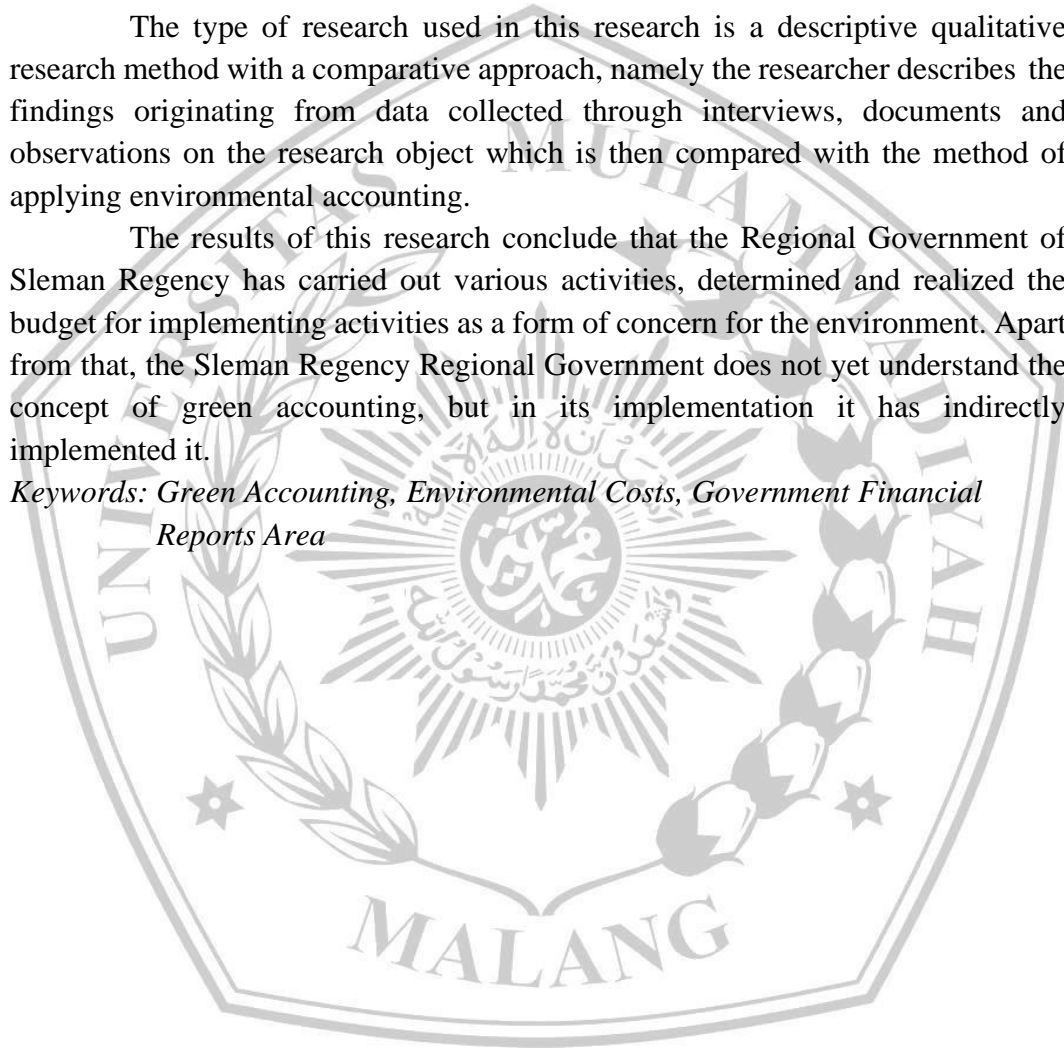 The type of research used in this research is a descriptive qualitative
research method with a comparative approach, namely the researcher describes the
findings originating from data collected through interviews, documents and
observations on the research object which is then compared with the method of
applying environmental accounting.
The results of this research conclude that the Regional Government of
Sleman Regency has carried out various activities, determined and realized the
budget for implementing activities as a form of concern for the environment. Apart
from that, the Sleman Regency Regional Government does not yet understand the
concept of green accounting, but in its implementation it has indirectly
implemented it.
Keywords: Green Accounting, Environmental Costs, Government Financial
Reports Area
UNIVERSITAS MUHAMMADIYAH
MALANG